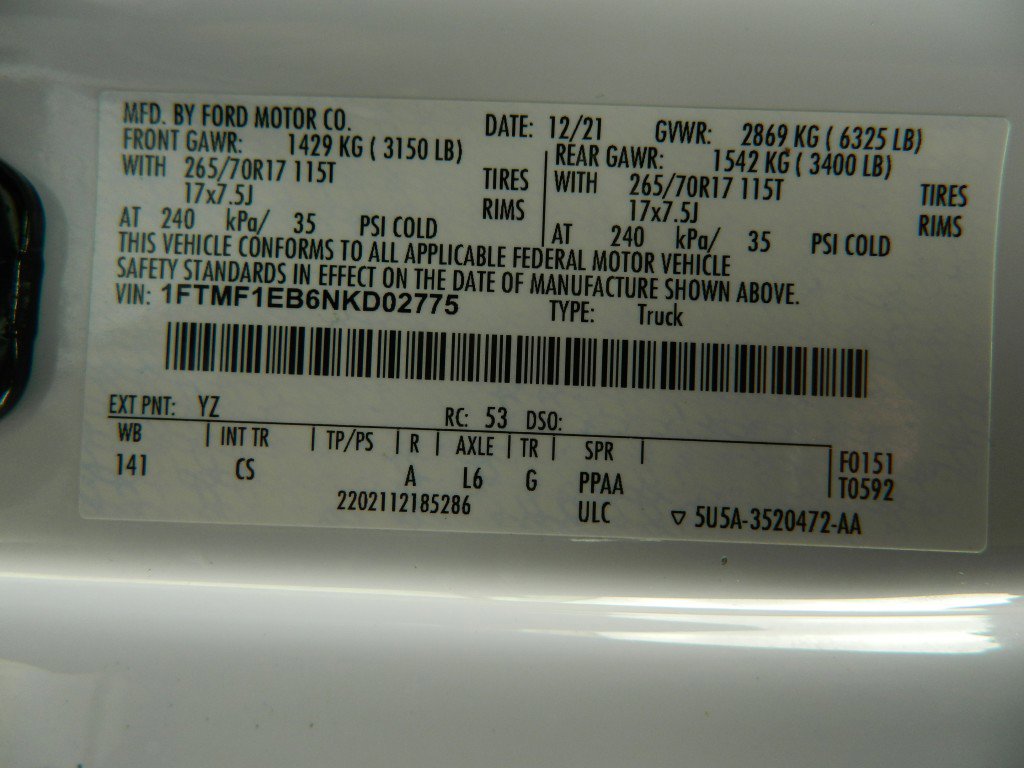 MFD. BY FORD MOTOR CO. DATE: 12/21 GVWR: 2869 KG ( 6325 LB)
FRONT GAWR: 1429 KG ( 3150 LB) REAR GAWR: 1542 KG ( 3400 LB)
WITH 265/70R17 115T TIRES WITH 265/70R17 115T TIRES
17x7.5J RIMS 17x7.5J RIMS
AT 240 kPa/ 35 PSI COLD AT 240 kPa/ 35 PSI COLD
THIS VEHICLE CONFORMS TO ALL APPLICABLE FEDERAL MOTOR VEHICLE
SAFETY STANDARDS IN EFFECT ON THE DATE OF MANUFACTURE SHOWN ABOVE.
VIN: 1FTMF1EB6NKD02775 TYPE: Truck
EXT PNT: YZ RC: 53 DSO:
WB INT TR TP/PS R AXLE TR SPR F0151
141 CS A L6 G PPAA T0592
2202112185286 ULC ▽ 5U5A-3520472-AA